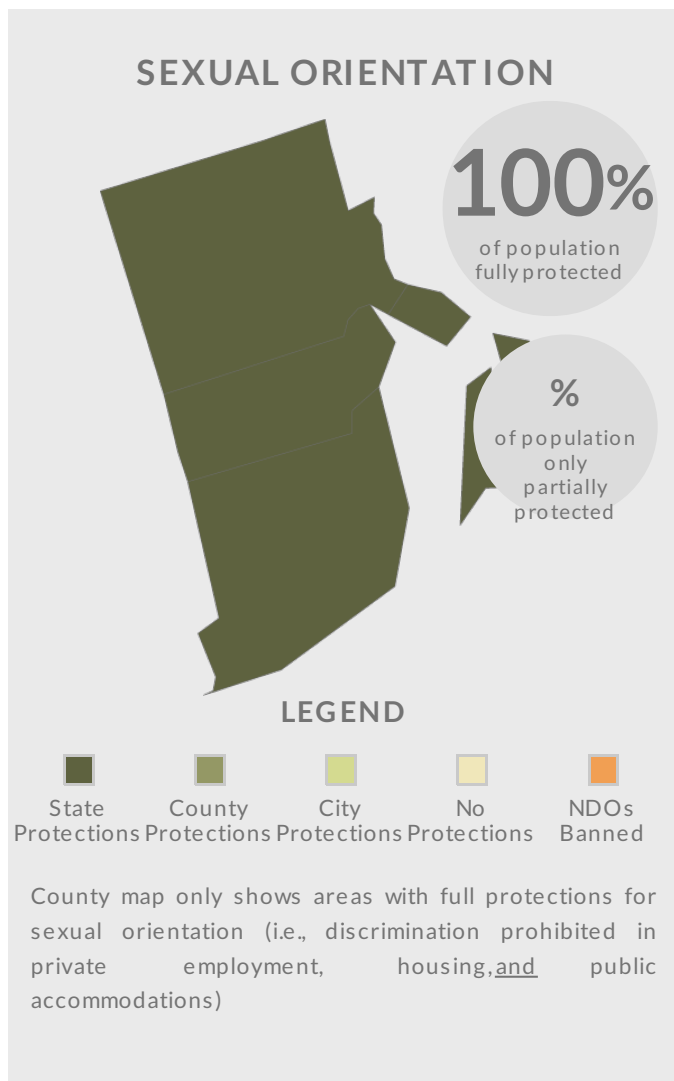 SEXUAL ORIENTATION
100%
of population
fully protected
%
of population
only
partially
protected
LEGEND
State
Protections
County
Protections
City
Protections
No
Protections
NDOs
Banned
County map only shows areas with full protections for
sexual orientation (i.e., discrimination prohibited in
private employment, housing, and public
accommodations)